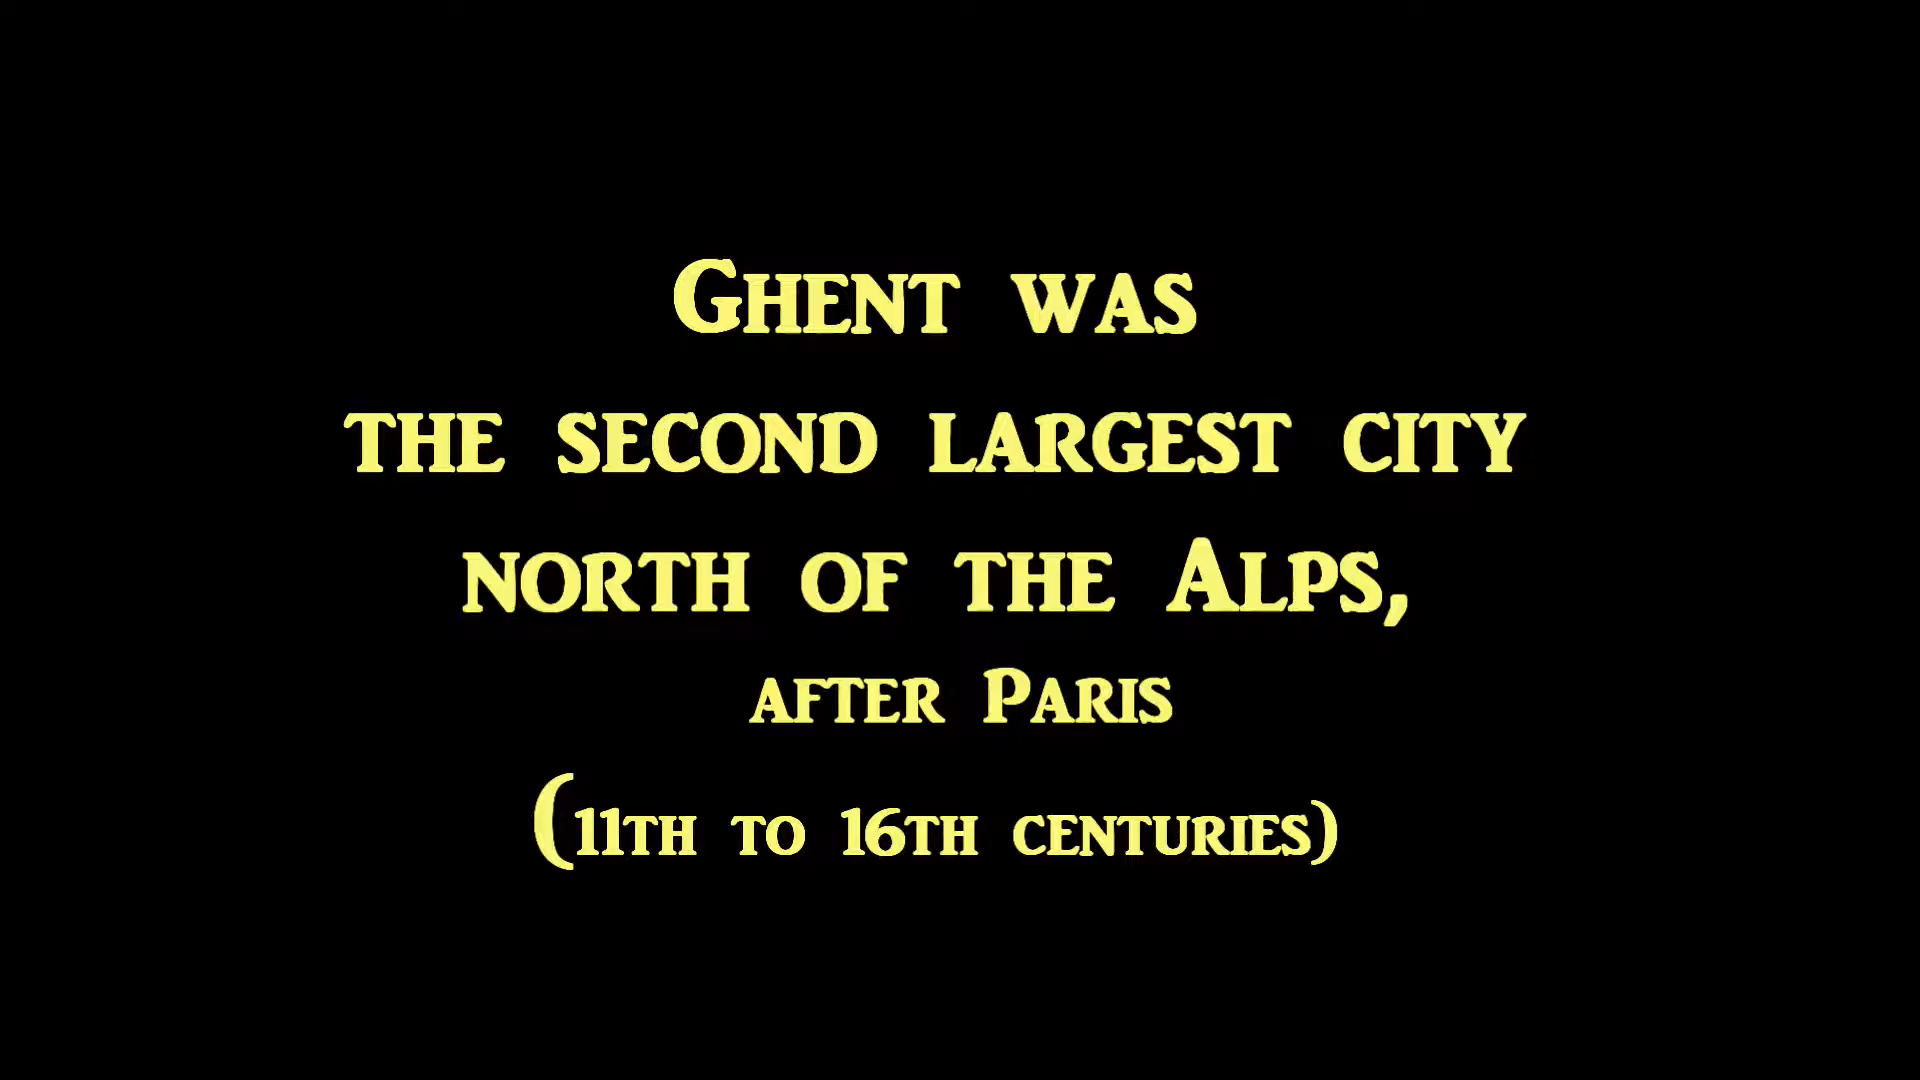 Ghent was
the second largest city
north of the Alps,
after Paris
(11th to 16th centuries)